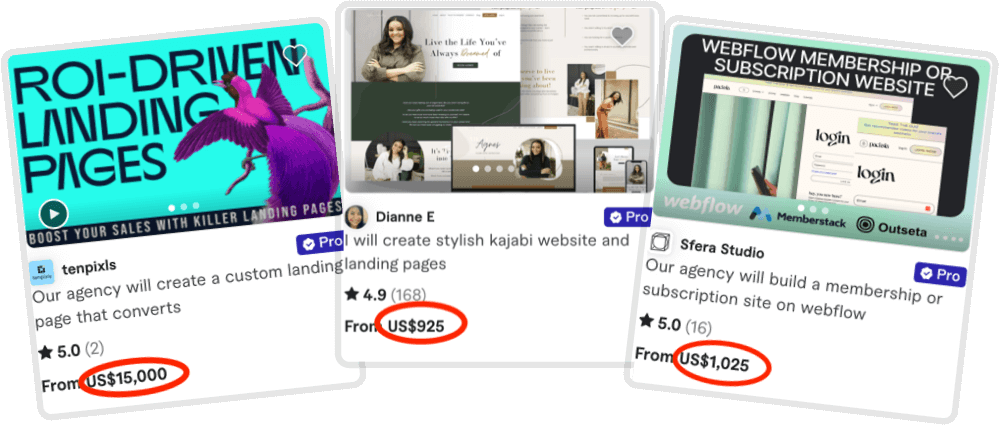 ROI-DRIVEN
LANDING
PAGES
BOOST YOUR SALES WITH KILLER LANDING PAGES
tenpixls
Pro
Our agency will create a custom landing
page that converts
5.0 (2)
From US$15,000
Live the Life You've
Always Dreamed of
Agnes
Dianne E
Pro
I will create stylish kajabi website and
landing pages
4.9 (168)
From US$925
WEBFLOW MEMBERSHIP OR
SUBSCRIPTION WEBSITE
login
login
webflow
Memberstack
Outseta
Sfera Studio
Pro
Our agency will build a membership or
subscription site on webflow
5.0 (16)
From US$1,025